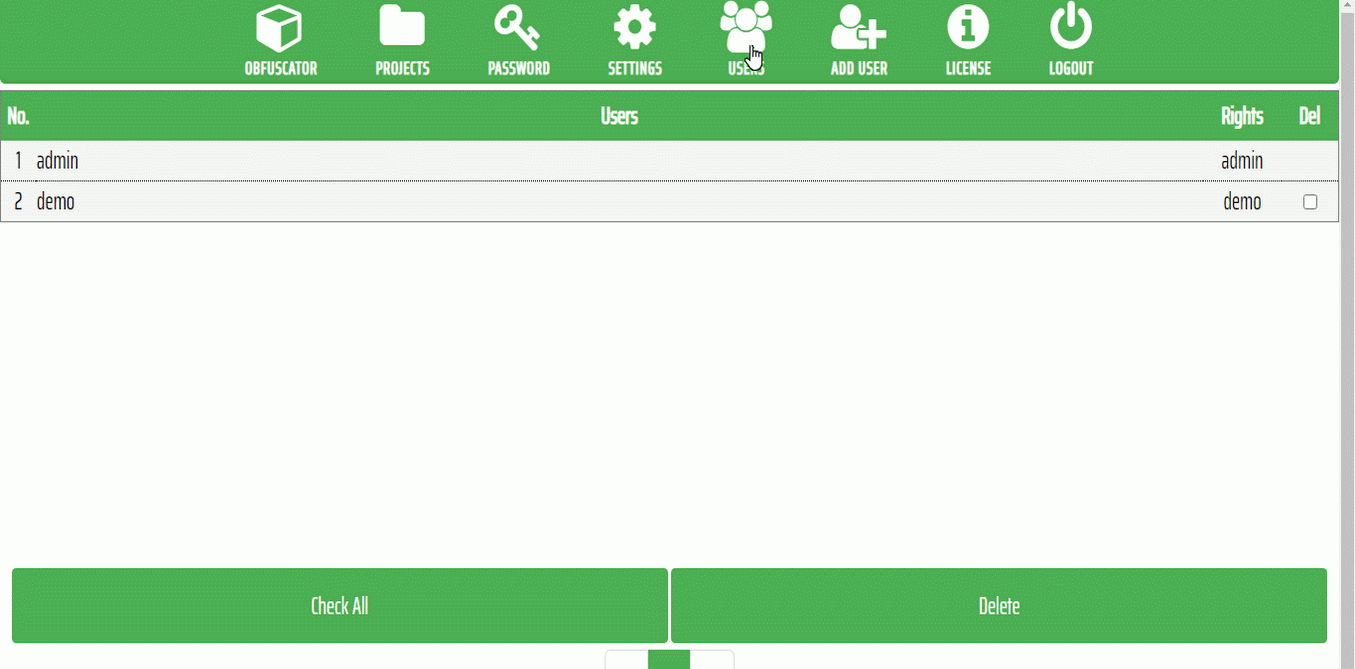 OBFUSCATOR PROJECTS PASSWORD SETTINGS USERS ADD USER LICENSE LOGOUT
No. Users Rights Del
1 admin admin
2 demo demo
Check All Delete